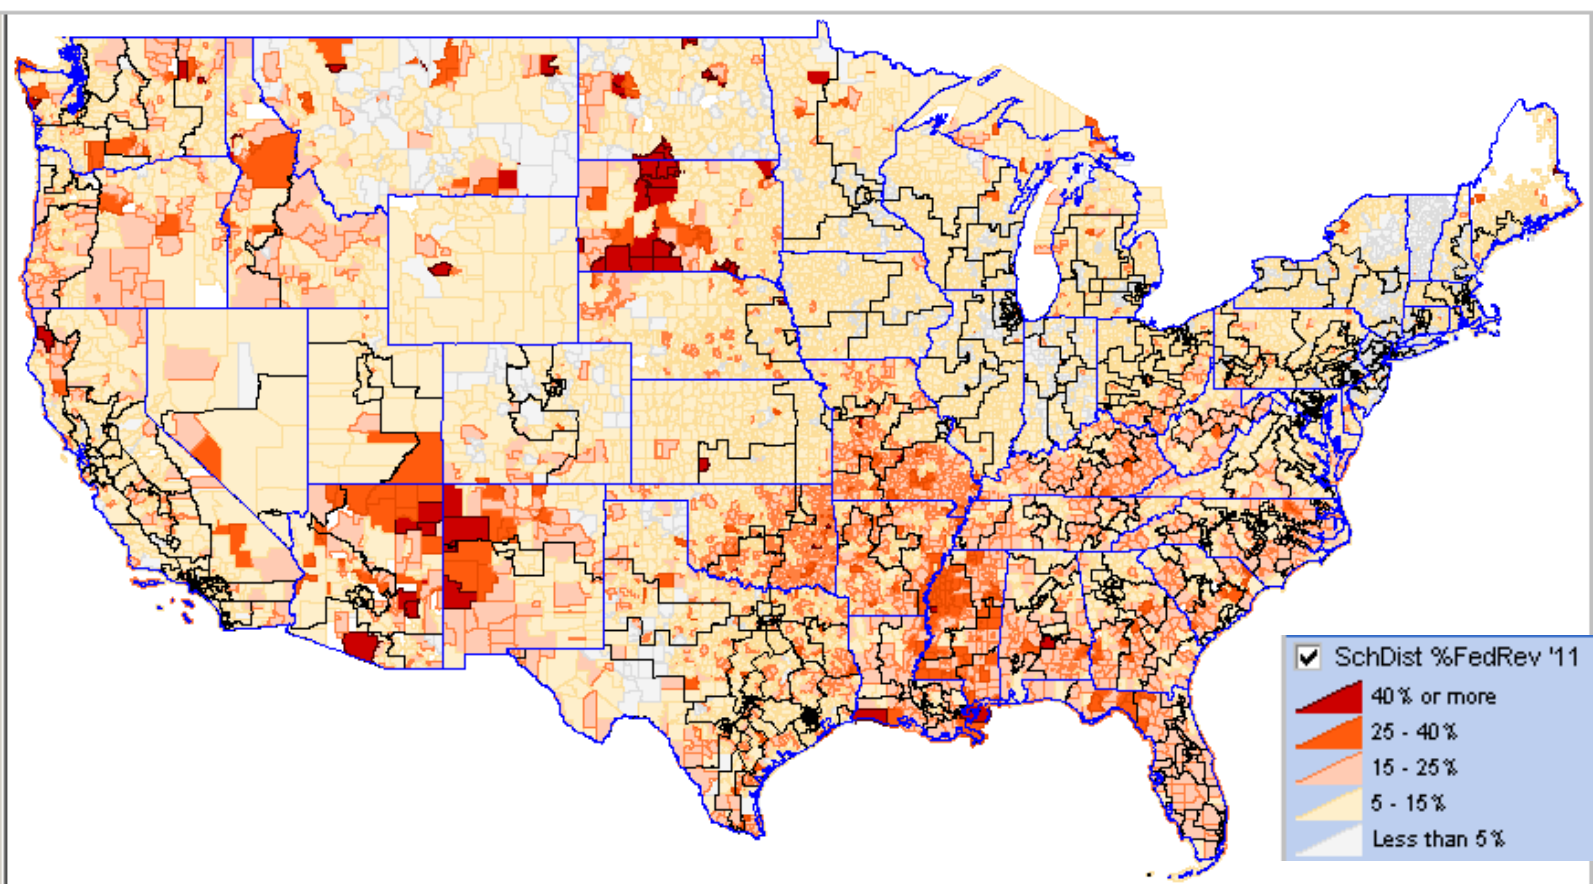 SchDist %FedRev '11
40% or more
25 - 40%
15 - 25%
5 - 15%
Less than 5%